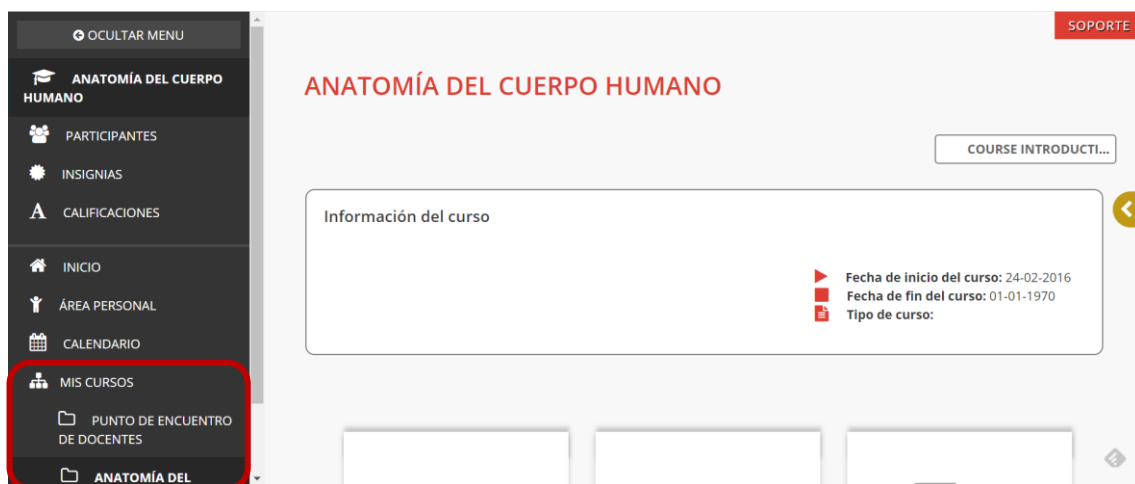 OCULTAR MENU
ANATOMÍA DEL CUERPO
HUMANO
PARTICIPANTES
INSIGNIAS
CALIFICACIONES
INICIO
ÁREA PERSONAL
CALENDARIO
MIS CURSOS
PUNTO DE ENCUENTRO
DE DOCENTES
ANATOMÍA DEL
SOPORTE
ANATOMÍA DEL CUERPO HUMANO
COURSE INTRODUCTI...
Información del curso
Fecha de inicio del curso: 24-02-2016
Fecha de fin del curso: 01-01-1970
Tipo de curso: